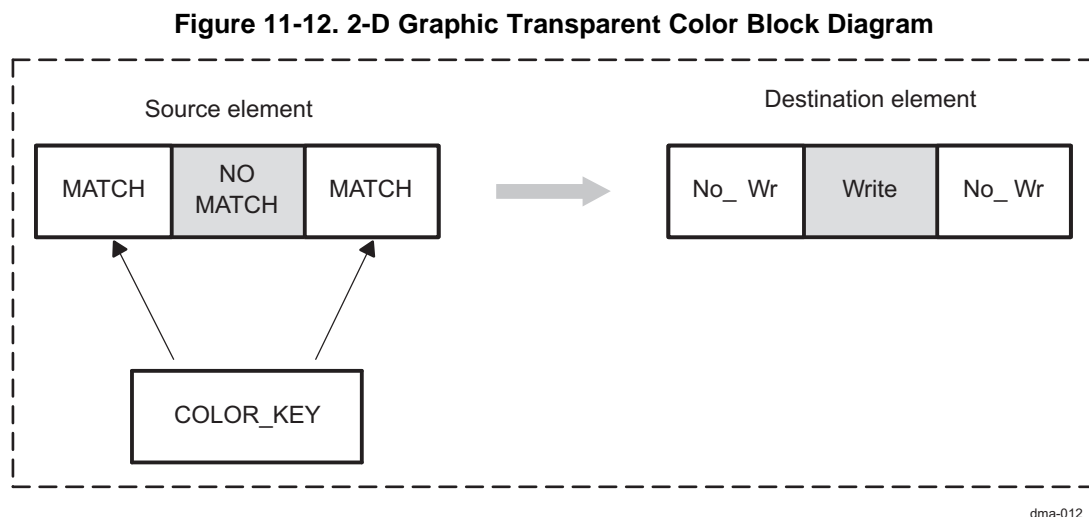 Figure 11-12. 2-D Graphic Transparent Color Block Diagram
Source element
Destination element
MATCH
NO
MATCH
MATCH
No_ Wr
Write
No_ Wr
COLOR_KEY
dma-012